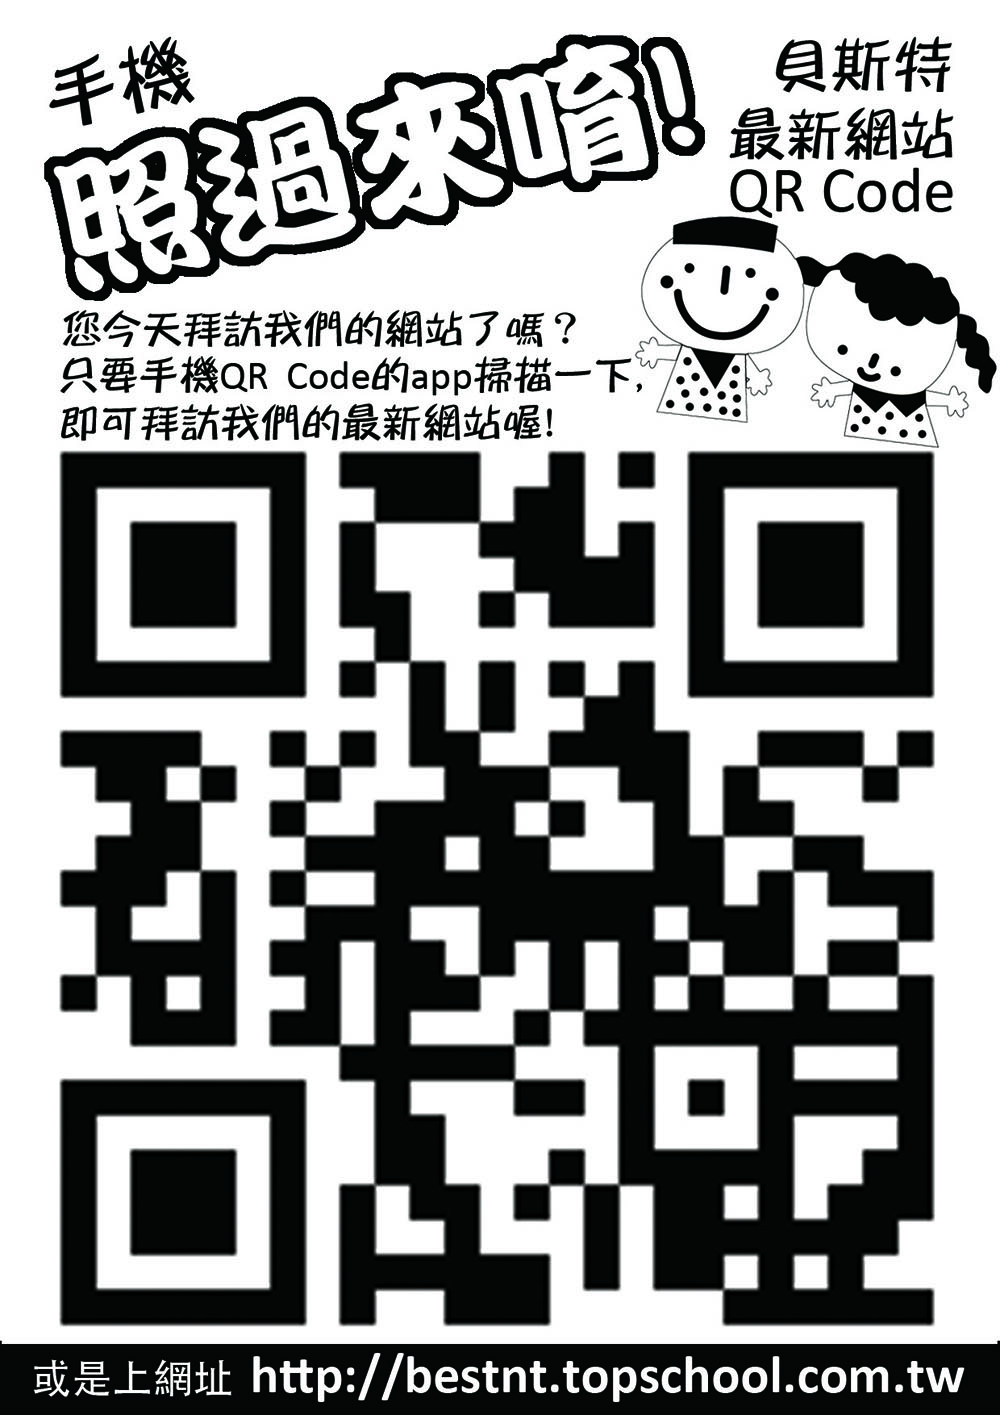 手機
照過來唷!
貝斯特
最新網站
QR Code
您今天拜訪我們的網站了嗎？
只要手機QR Code的app掃描一下,
即可拜訪我們的最新網站喔!
或是上網址 http://bestnt.topschool.com.tw